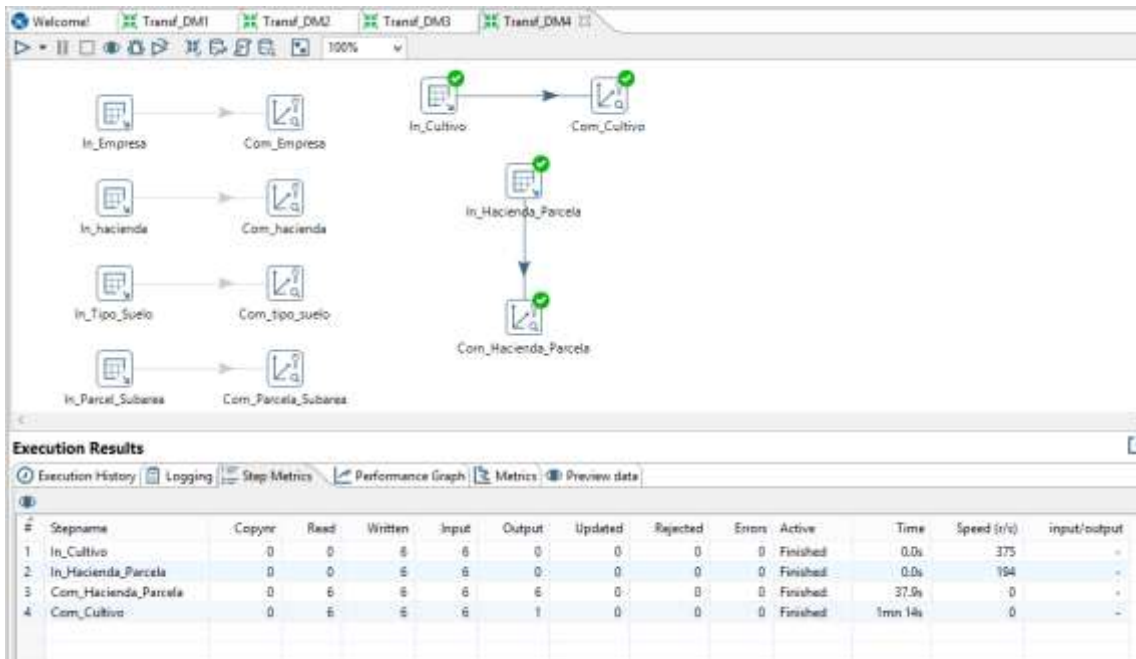 Welcome! Transf_DM1 Transf_DM2 Transf_DM3 Transf_DM4
100%
In_Cultivo Com_Cultivo
In_Empresa Com_Empresa
In_Hacienda_Parcela
In_hacienda Com_hacienda
In_Tipo_Suelo Com_tipo_suelo
Com_Hacienda_Parcela
In_Parcel_Subarea Com_Parcela_Subarea
Execution Results
Execution History Logging Step Metrics Performance Graph Metrics Preview data
# Stepname Copynr Read Written Input Output Updated Rejected Errors Active Time Speed (r/s) input/output
1 In_Cultivo 0 0 6 6 0 0 0 0 Finished 0.0s 375 -
2 In_Hacienda_Parcela 0 0 6 6 0 0 0 0 Finished 0.0s 194 -
3 Com_Hacienda_Parcela 0 6 6 6 6 0 0 0 Finished 37.9s 0 -
4 Com_Cultivo 0 6 6 6 1 0 0 0 Finished 1mn 14s 0 -